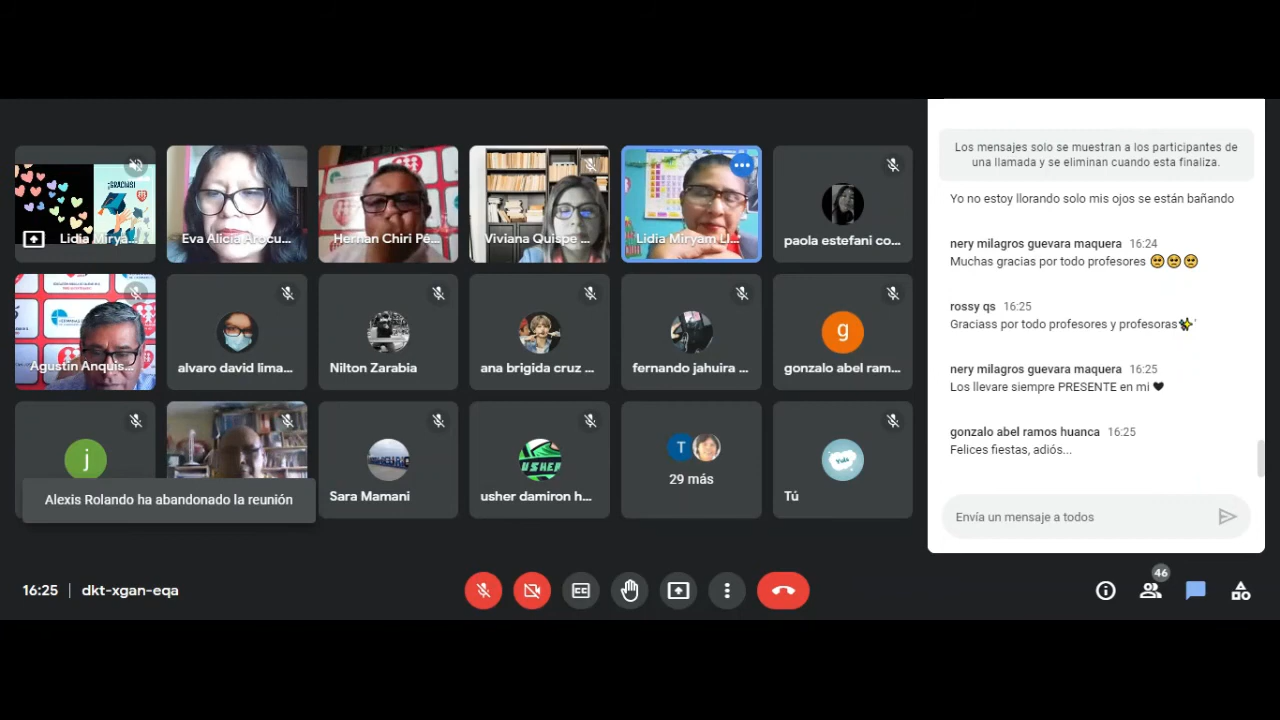 ¡GRACIAS!
Lidia Mirya...
Eva Alicia Arocu...
Hernan Chiri Pé...
Viviana Quispe ...
Lidia Miryam Ll...
paola estefani co...
Agustin Anquis...
alvaro david lima...
Nilton Zarabia
ana brigida cruz ...
fernando jahuira ...
g
gonzalo abel ram...
j
Alexis Rolando ha abandonado la reunión
Sara Mamani
USHER
usher damiron h...
T
29 más
Tú
16:25 | dkt-xgan-eqa
46
Los mensajes solo se muestran a los participantes de
una llamada y se eliminan cuando esta finaliza.
Yo no estoy llorando solo mis ojos se están bañando
nery milagros guevara maquera 16:24
Muchas gracias por todo profesores 🥺🥺🥺
rossy qs 16:25
Graciass por todo profesores y profesoras✨'
nery milagros guevara maquera 16:25
Los llevare siempre PRESENTE en mi 🖤
gonzalo abel ramos huanca 16:25
Felices fiestas, adiós...
Envía un mensaje a todos